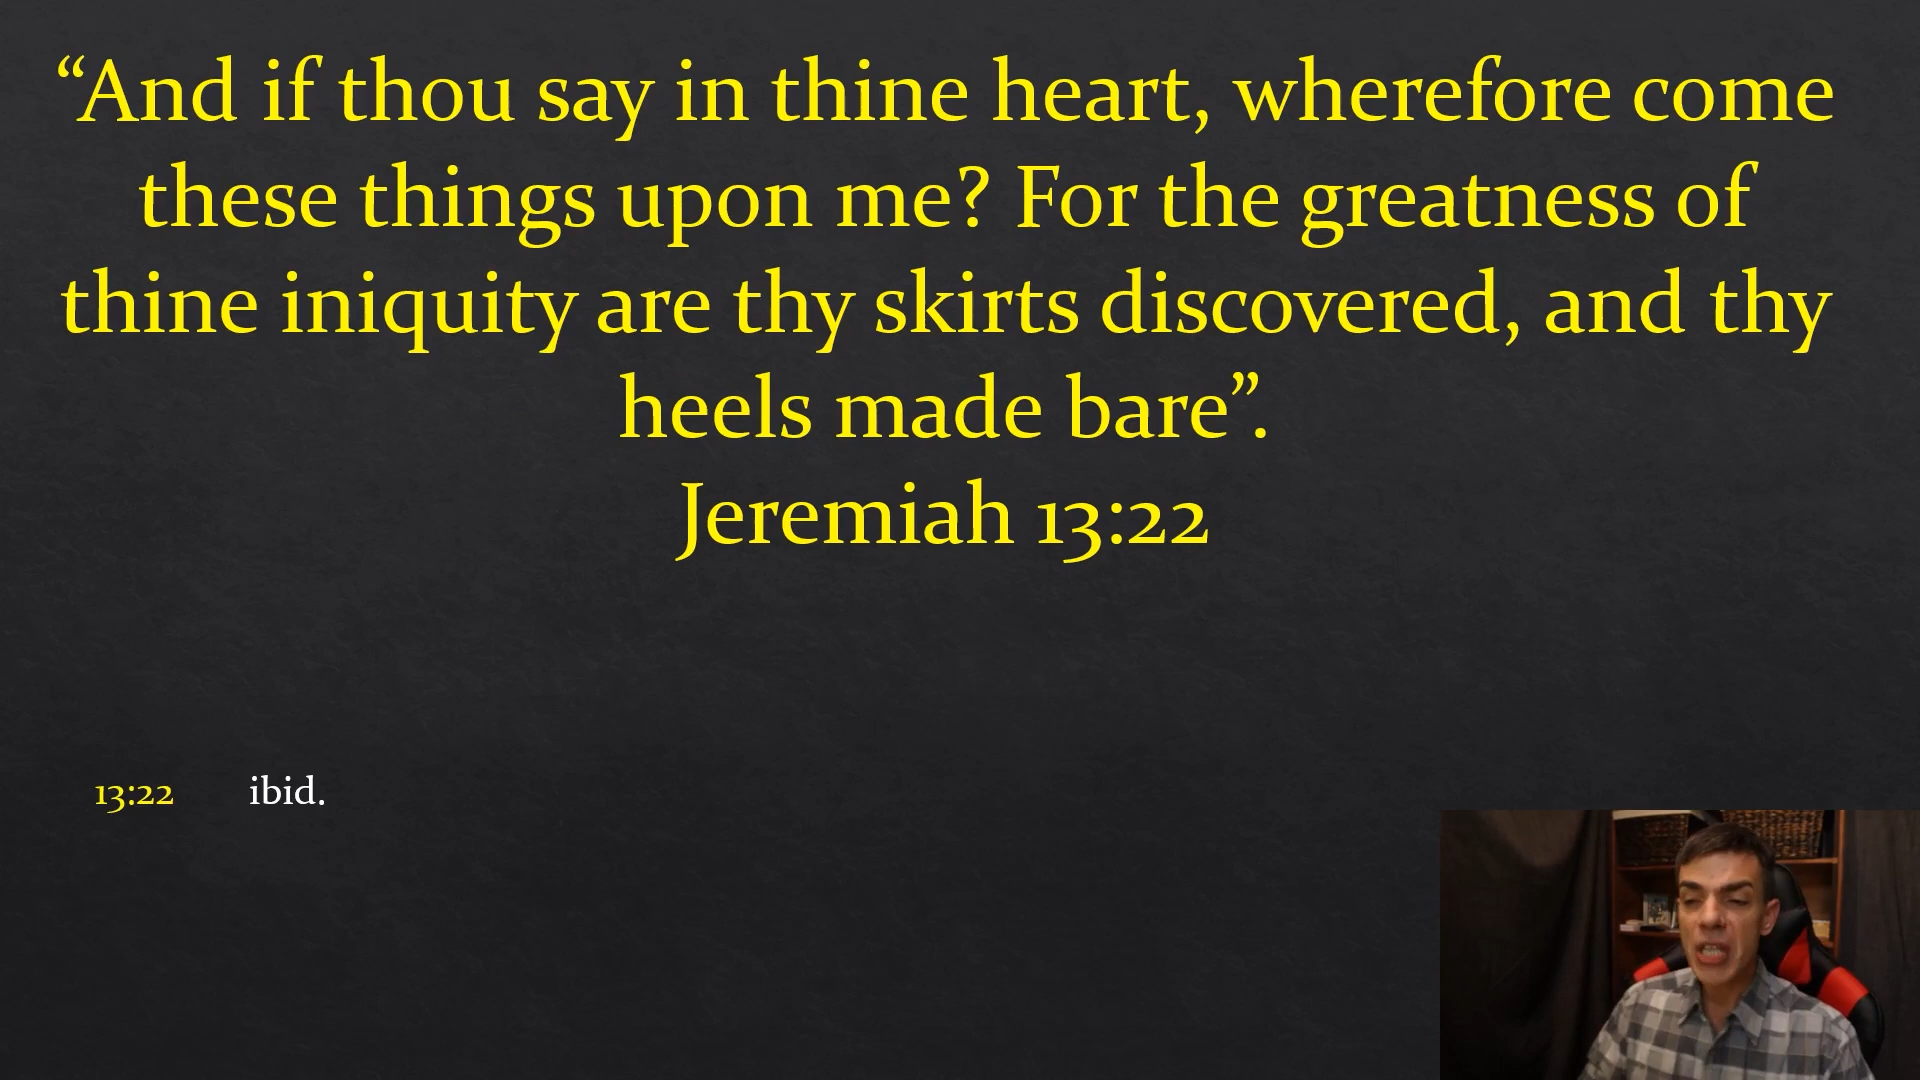 “And if thou say in thine heart, wherefore come
these things upon me? For the greatness of
thine iniquity are thy skirts discovered, and thy
heels made bare”.
Jeremiah 13:22
13:22 ibid.